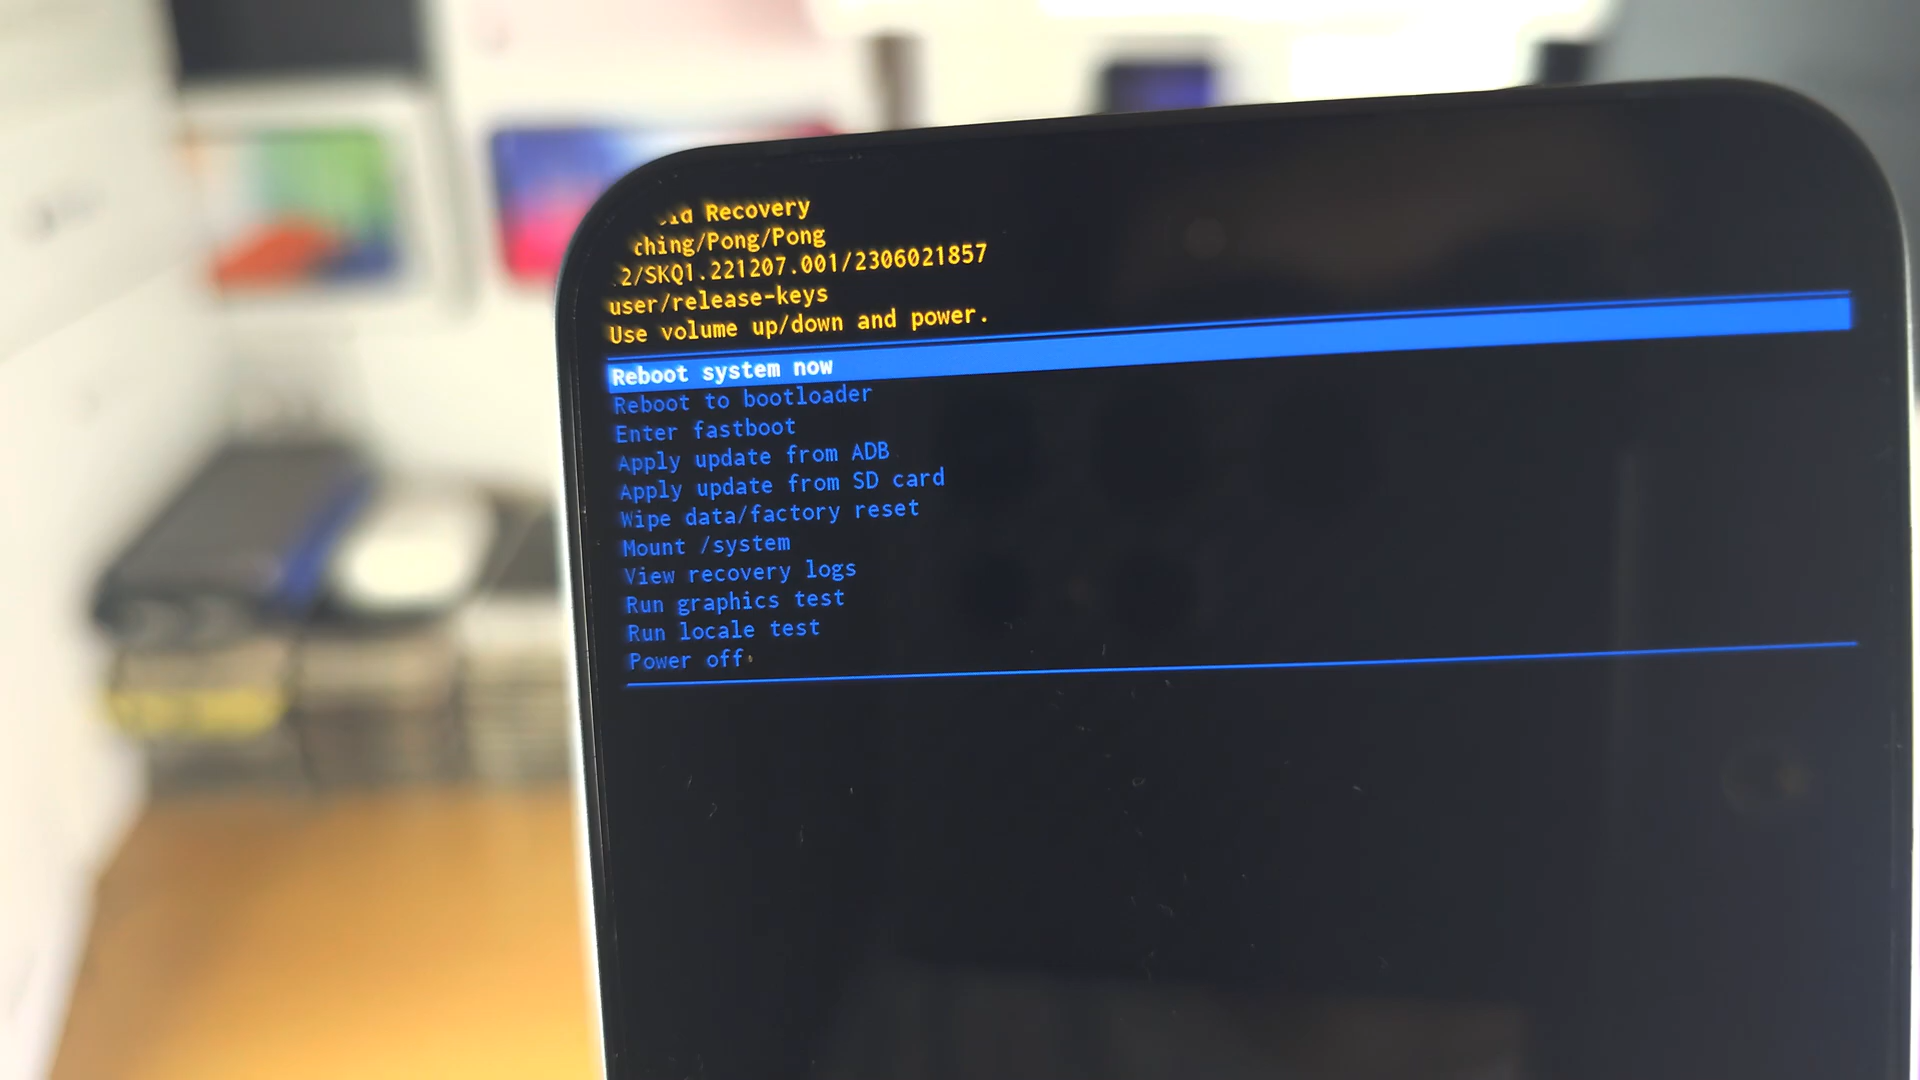 Recovery
ching/Pong/Pong
2/SKQ1.221207.001/2306021857
user/release-keys
Use volume up/down and power.
Reboot system now
Reboot to bootloader
Enter fastboot
Apply update from ADB
Apply update from SD card
Wipe data/factory reset
Mount /system
View recovery logs
Run graphics test
Run locale test
Power off